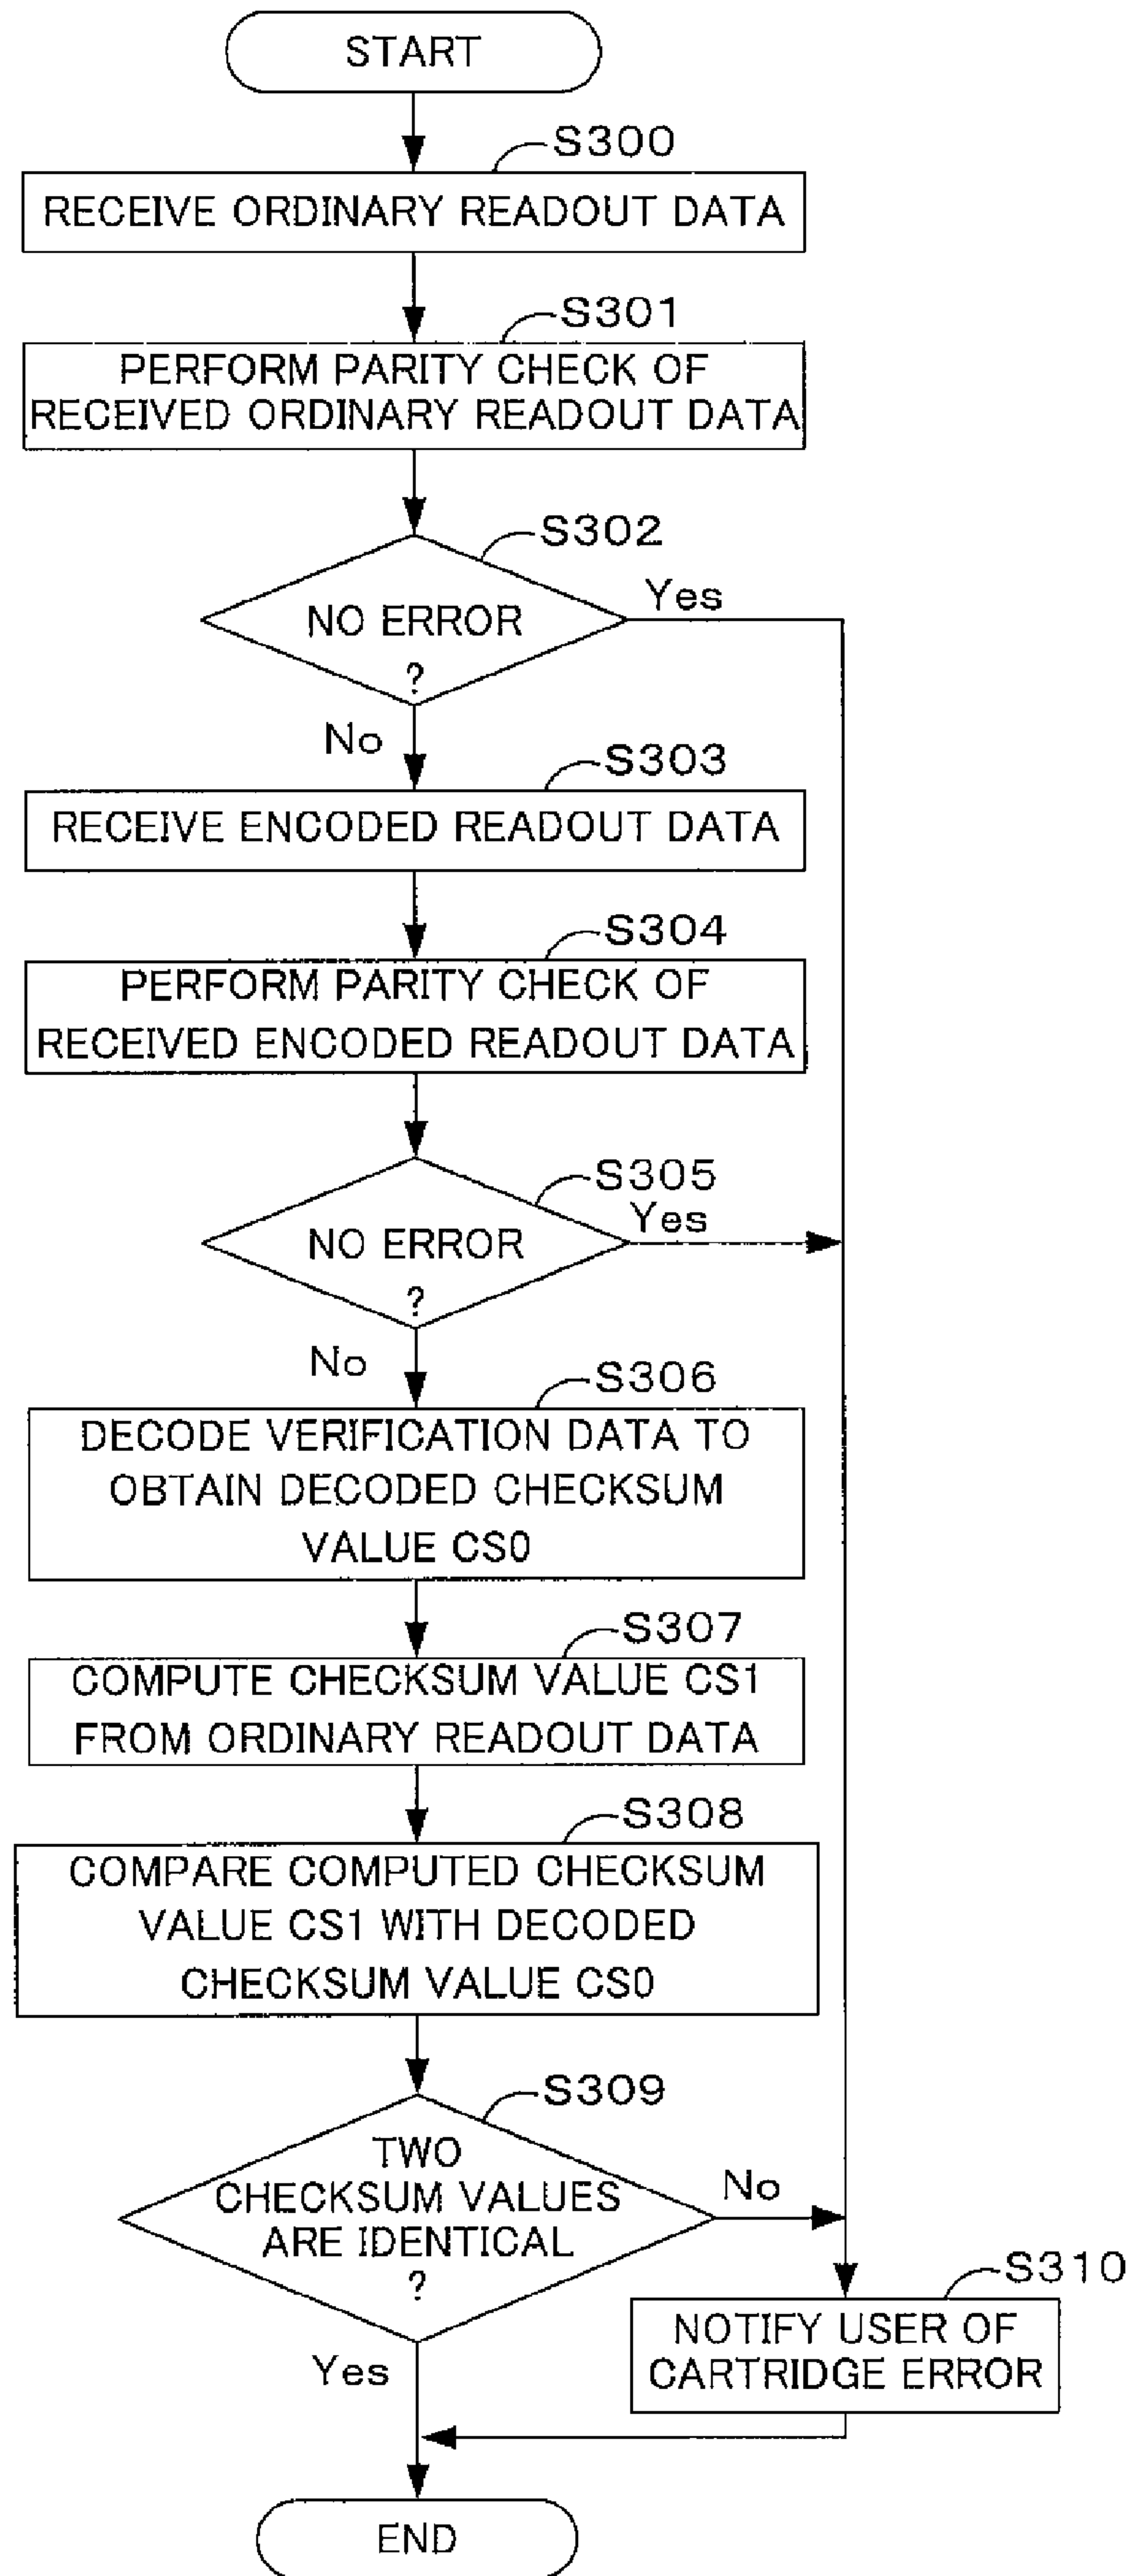 START
S300
RECEIVE ORDINARY READOUT DATA
S301
PERFORM PARITY CHECK OF
RECEIVED ORDINARY READOUT DATA
S302
Yes
NO ERROR
?
No
S303
RECEIVE ENCODED READOUT DATA
S304
PERFORM PARITY CHECK OF
RECEIVED ENCODED READOUT DATA
S305
Yes
NO ERROR
?
No
S306
DECODE VERIFICATION DATA TO
OBTAIN DECODED CHECKSUM
VALUE CS0
S307
COMPUTE CHECKSUM VALUE CS1
FROM ORDINARY READOUT DATA
S308
COMPARE COMPUTED CHECKSUM
VALUE CS1 WITH DECODED
CHECKSUM VALUE CS0
S309
TWO
CHECKSUM VALUES
ARE IDENTICAL
?
No
S310
NOTIFY USER OF
CARTRIDGE ERROR
Yes
END